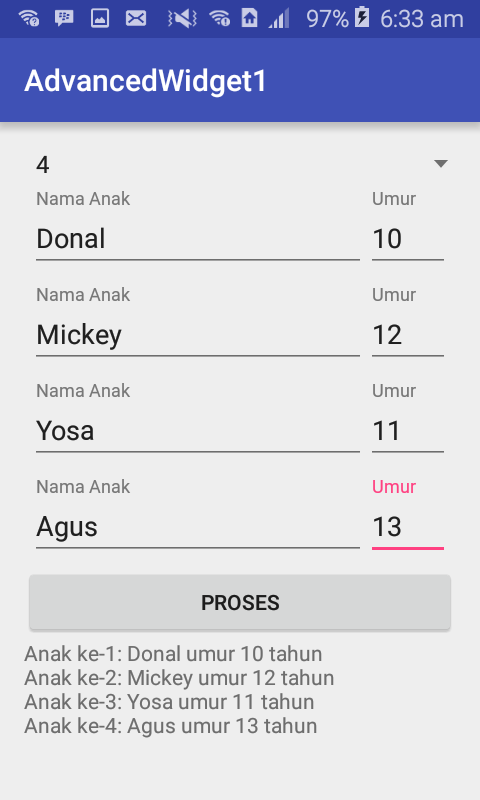 97% 6:33 am
AdvancedWidget1
4
Nama Anak Umur
Donal 10
Nama Anak Umur
Mickey 12
Nama Anak Umur
Yosa 11
Nama Anak Umur
Agus 13
PROSES
Anak ke-1: Donal umur 10 tahun
Anak ke-2: Mickey umur 12 tahun
Anak ke-3: Yosa umur 11 tahun
Anak ke-4: Agus umur 13 tahun